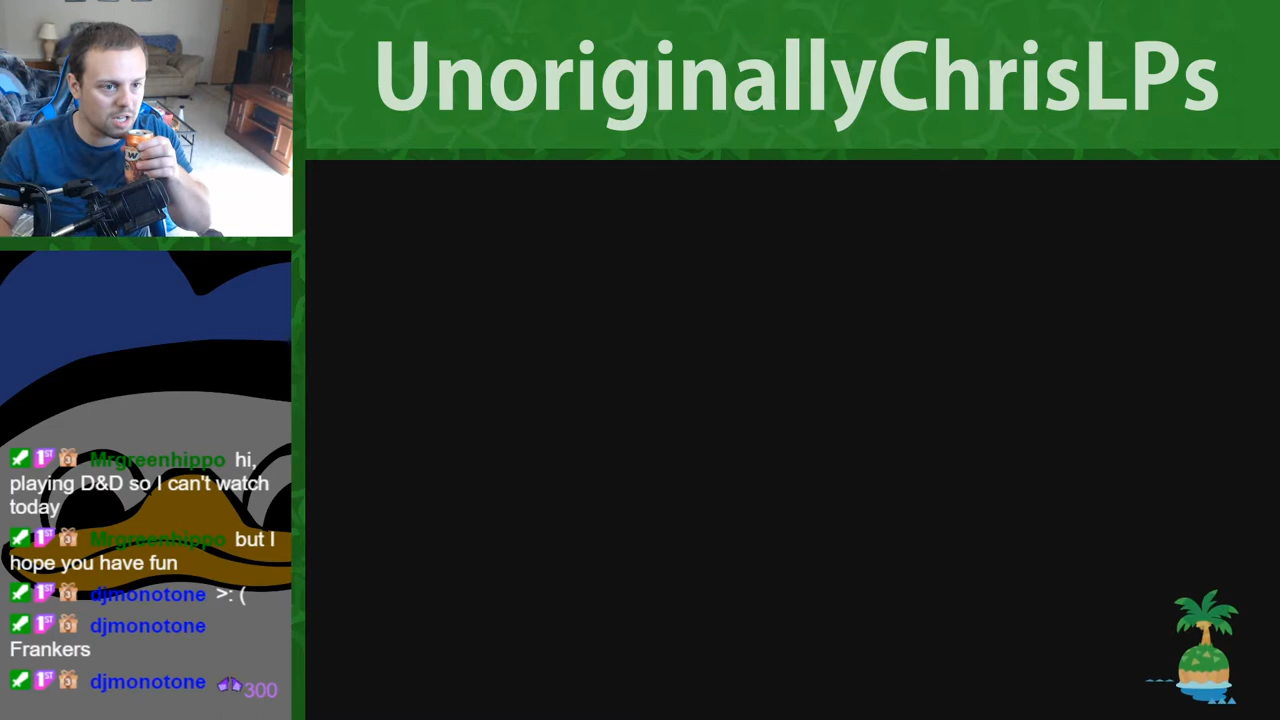 UnoriginallyChrisLPs
W
Mrgreenhippo hi,
playing D&D so I can't watch
today
Mrgreenhippo but I
hope you have fun
djmonotone >: (
djmonotone
Frankers
djmonotone 300